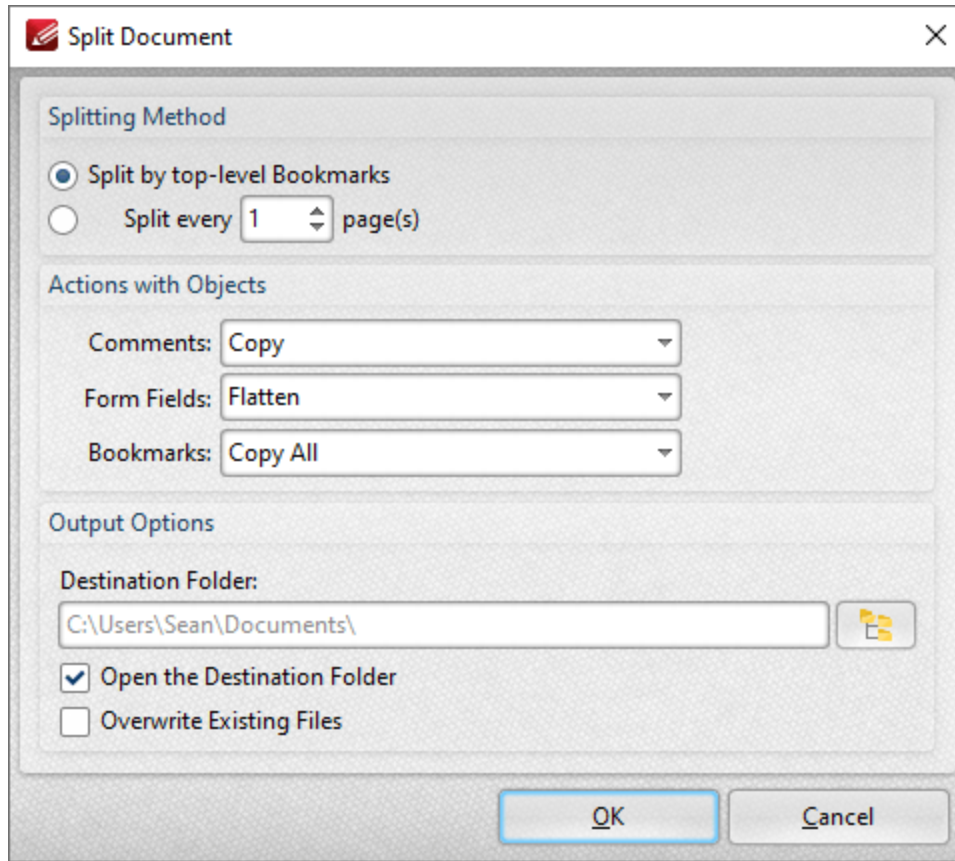 Split Document
Splitting Method
Split by top-level Bookmarks
Split every 1 page(s)
Actions with Objects
Comments: Copy
Form Fields: Flatten
Bookmarks: Copy All
Output Options
Destination Folder:
C:\Users\Sean\Documents\
Open the Destination Folder
Overwrite Existing Files
OK Cancel